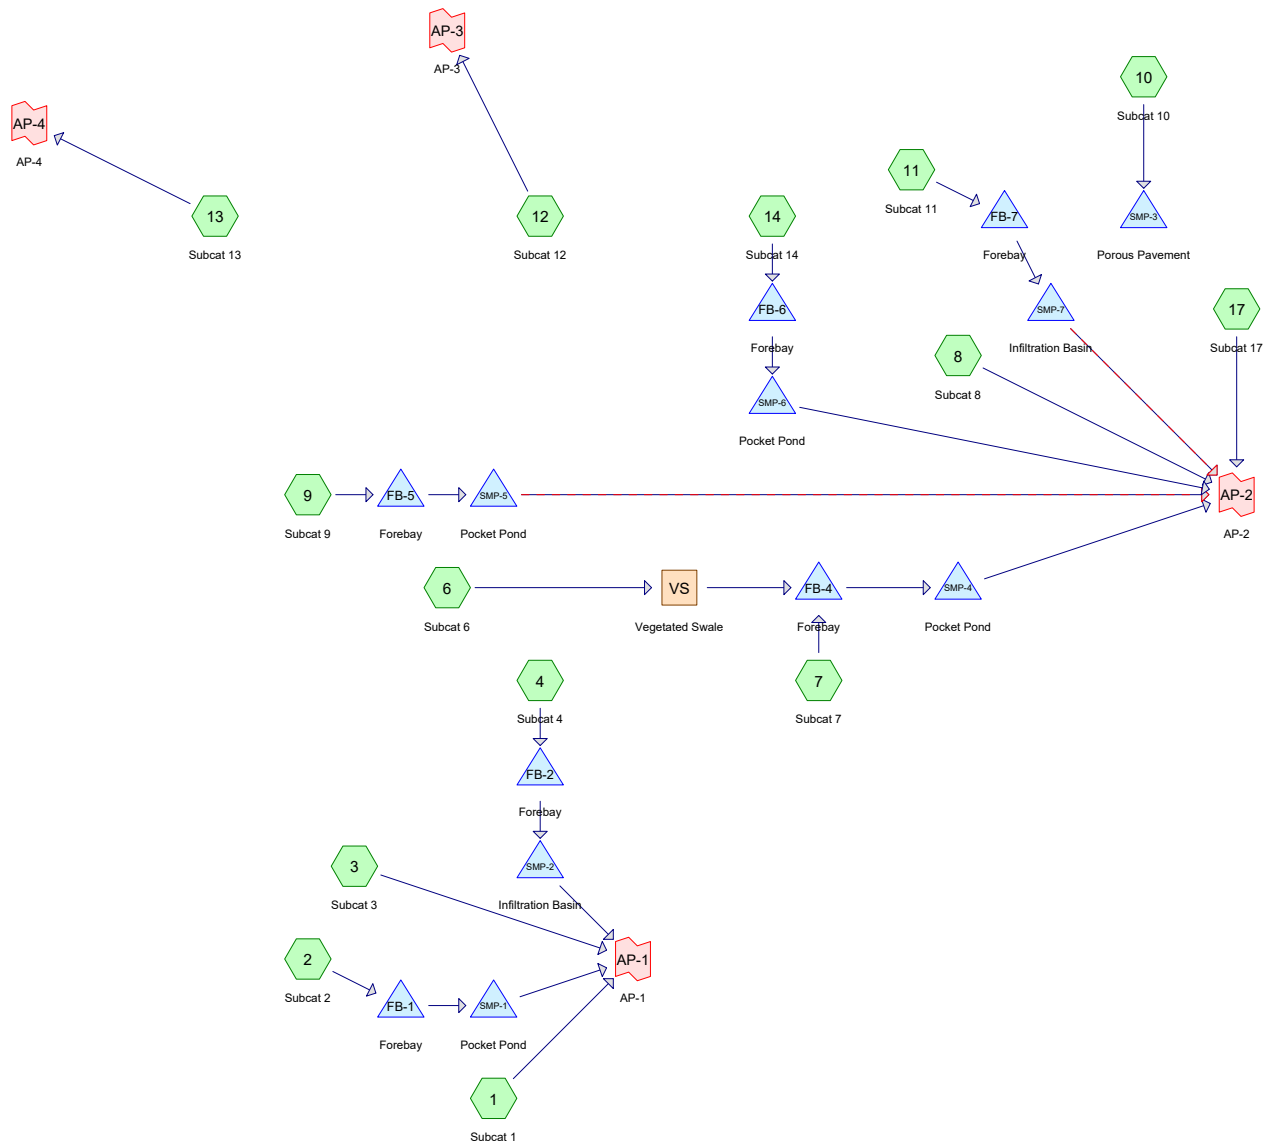 AP-3
AP-3
10
Subcat 10
AP-4
AP-4
11
Subcat 11
13
Subcat 13
12
Subcat 12
14
Subcat 14
FB-7
Forebay
SMP-3
Porous Pavement
FB-6
Forebay
SMP-7
Infiltration Basin
17
Subcat 17
8
Subcat 8
SMP-6
Pocket Pond
9
Subcat 9
FB-5
Forebay
SMP-5
Pocket Pond
AP-2
AP-2
6
Subcat 6
VS
Vegetated Swale
FB-4
Forebay
SMP-4
Pocket Pond
4
Subcat 4
7
Subcat 7
FB-2
Forebay
3
Subcat 3
SMP-2
Infiltration Basin
2
Subcat 2
AP-1
AP-1
FB-1
Forebay
SMP-1
Pocket Pond
1
Subcat 1